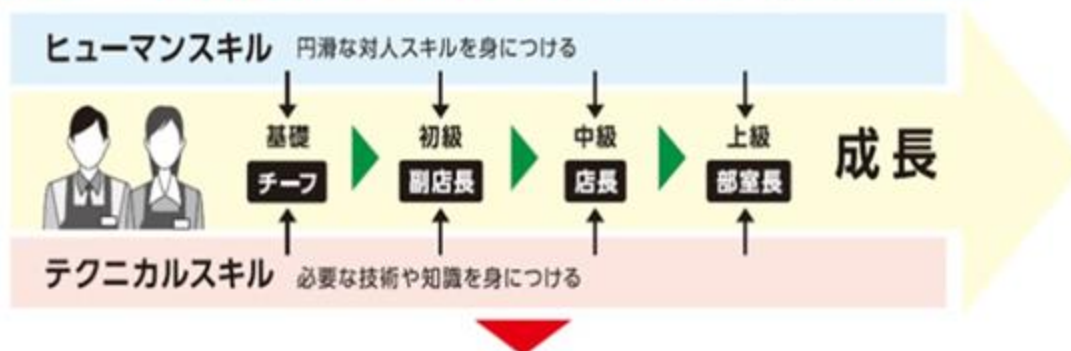 ヒューマンスキル 円滑な対人スキルを身につける
基礎 初級 中級 上級
チーフ 副店長 店長 部室長
成長
テクニカルスキル 必要な技術や知識を身につける